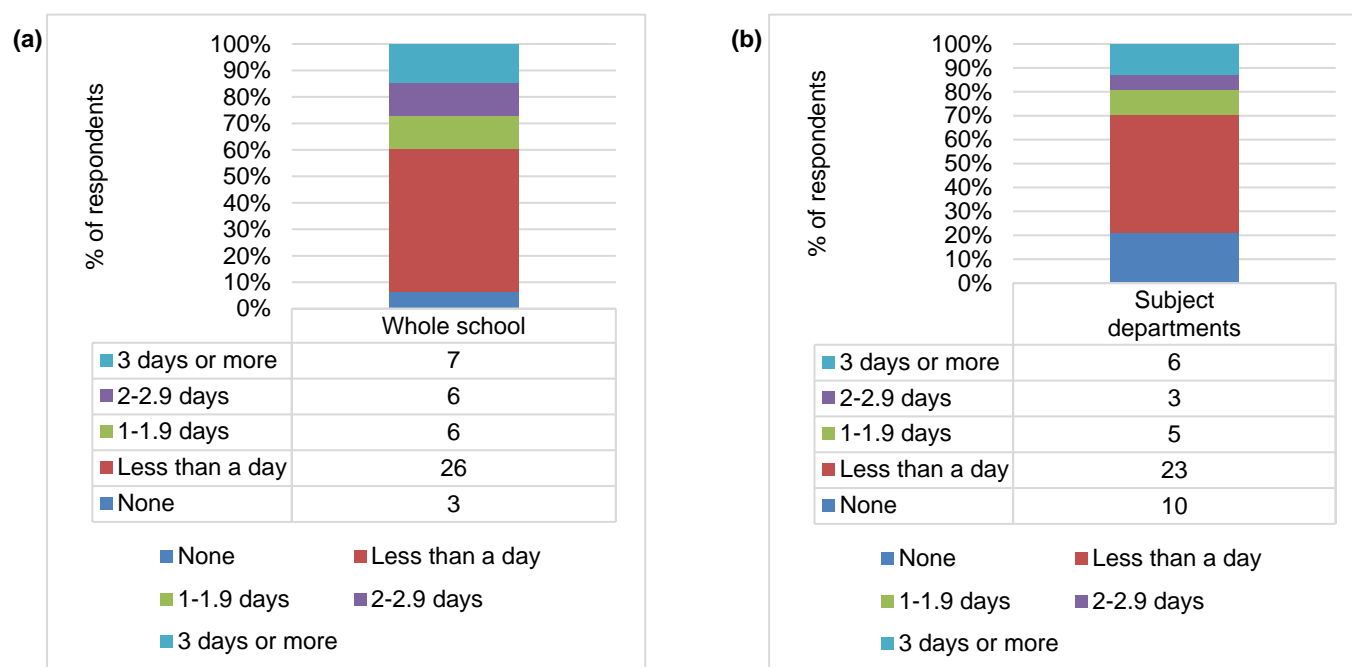 (a)
% of respondents
100%
90%
80%
70%
60%
50%
40%
30%
20%
10%
0%
Whole school
3 days or more 7
2-2.9 days 6
1-1.9 days 6
Less than a day 26
None 3
None Less than a day
1-1.9 days 2-2.9 days
3 days or more
(b)
% of respondents
100%
90%
80%
70%
60%
50%
40%
30%
20%
10%
0%
Subject
departments
3 days or more 6
2-2.9 days 3
1-1.9 days 5
Less than a day 23
None 10
None Less than a day
1-1.9 days 2-2.9 days
3 days or more